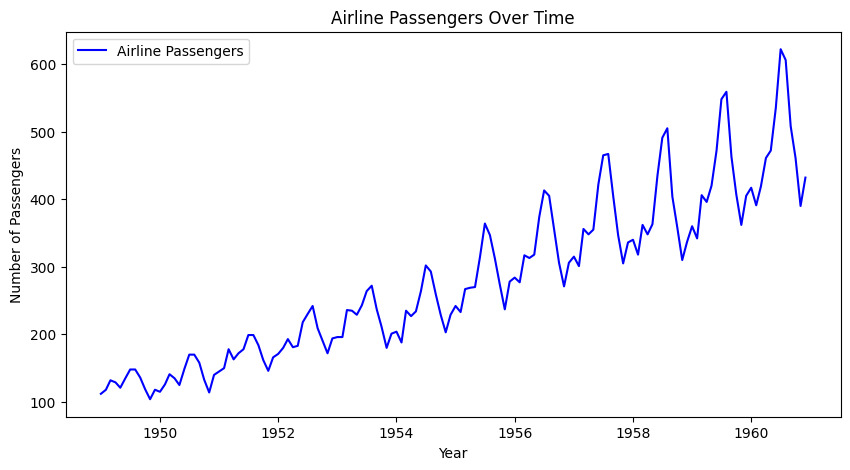 Airline Passengers Over Time
Airline Passengers
Number of Passengers
600
500
400
300
200
100
1950 1952 1954 1956 1958 1960
Year